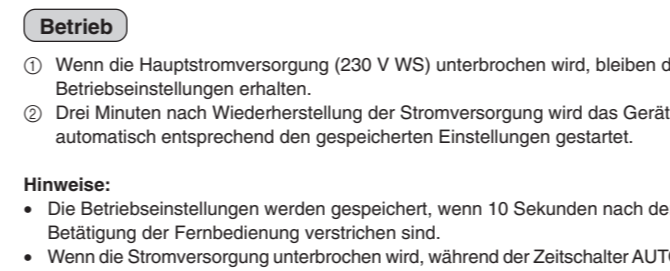 Betrieb
① Wenn die Hauptstromversorgung (230 V WS) unterbrochen wird, bleiben
Betriebseinstellungen erhalten.
② Drei Minuten nach Wiederherstellung der Stromversorgung wird das Gerät
automatisch entsprechend den gespeicherten Einstellungen gestartet.
Hinweise:
• Die Betriebseinstellungen werden gespeichert, wenn 10 Sekunden nach
Betätigung der Fernbedienung verstrichen sind.
• Wenn die Stromversorgung unterbrochen wird, während der Zeitschalter